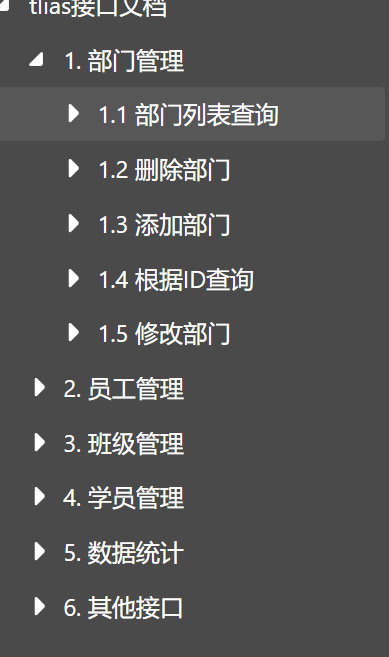 tlias接口文档
1. 部门管理
1.1 部门列表查询
1.2 删除部门
1.3 添加部门
1.4 根据ID查询
1.5 修改部门
2. 员工管理
3. 班级管理
4. 学员管理
5. 数据统计
6. 其他接口